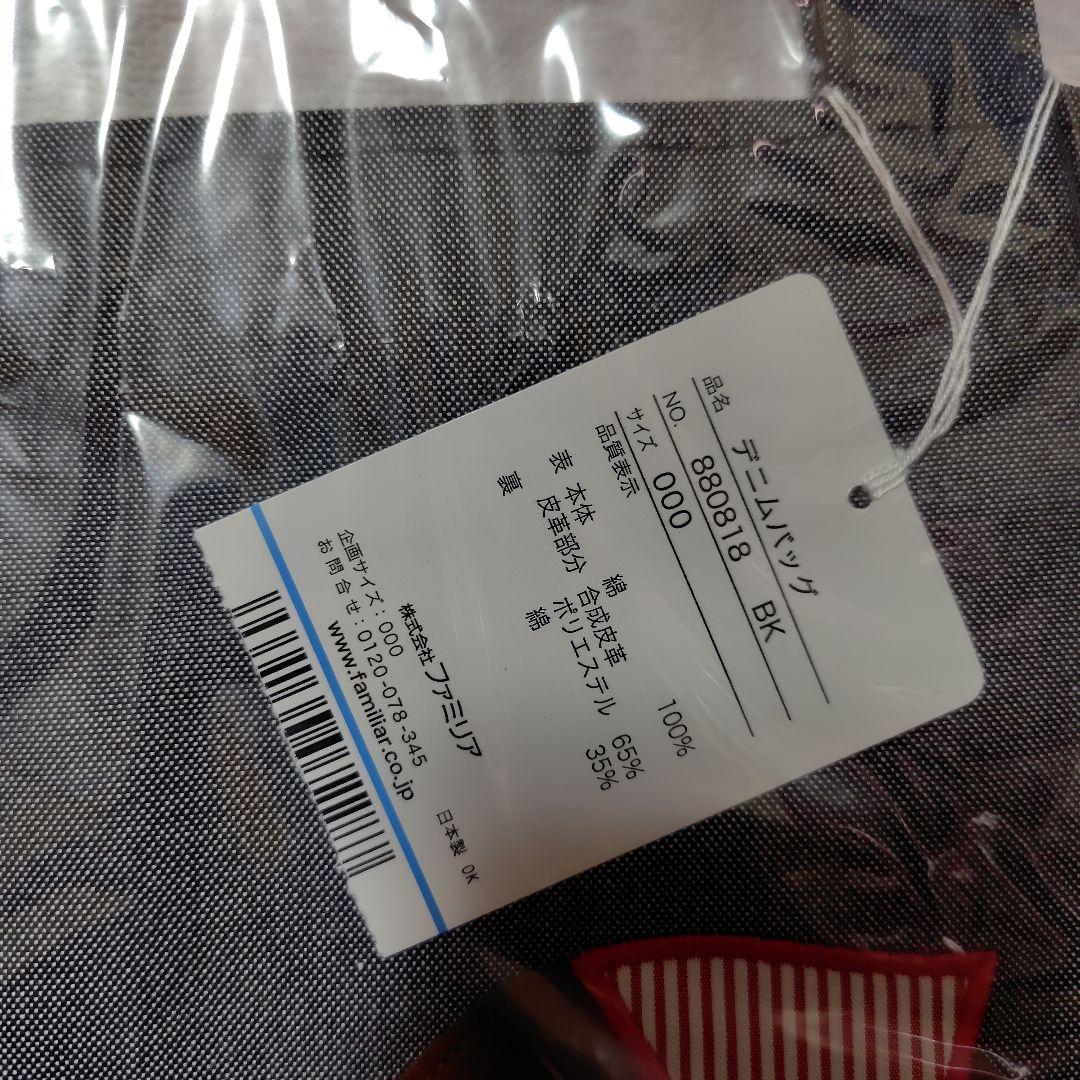 品名 デニムバッグ
NO. 880818 BK
サイズ 000
品質表示
表 本体 綿 100%
皮革部分 合成皮革
裏 ポリエステル 65%
綿 35%
株式会社ファミリア
企画サイズ:000
お問合せ:0120-078-345
www.familiar.co.jp
日本製 OK